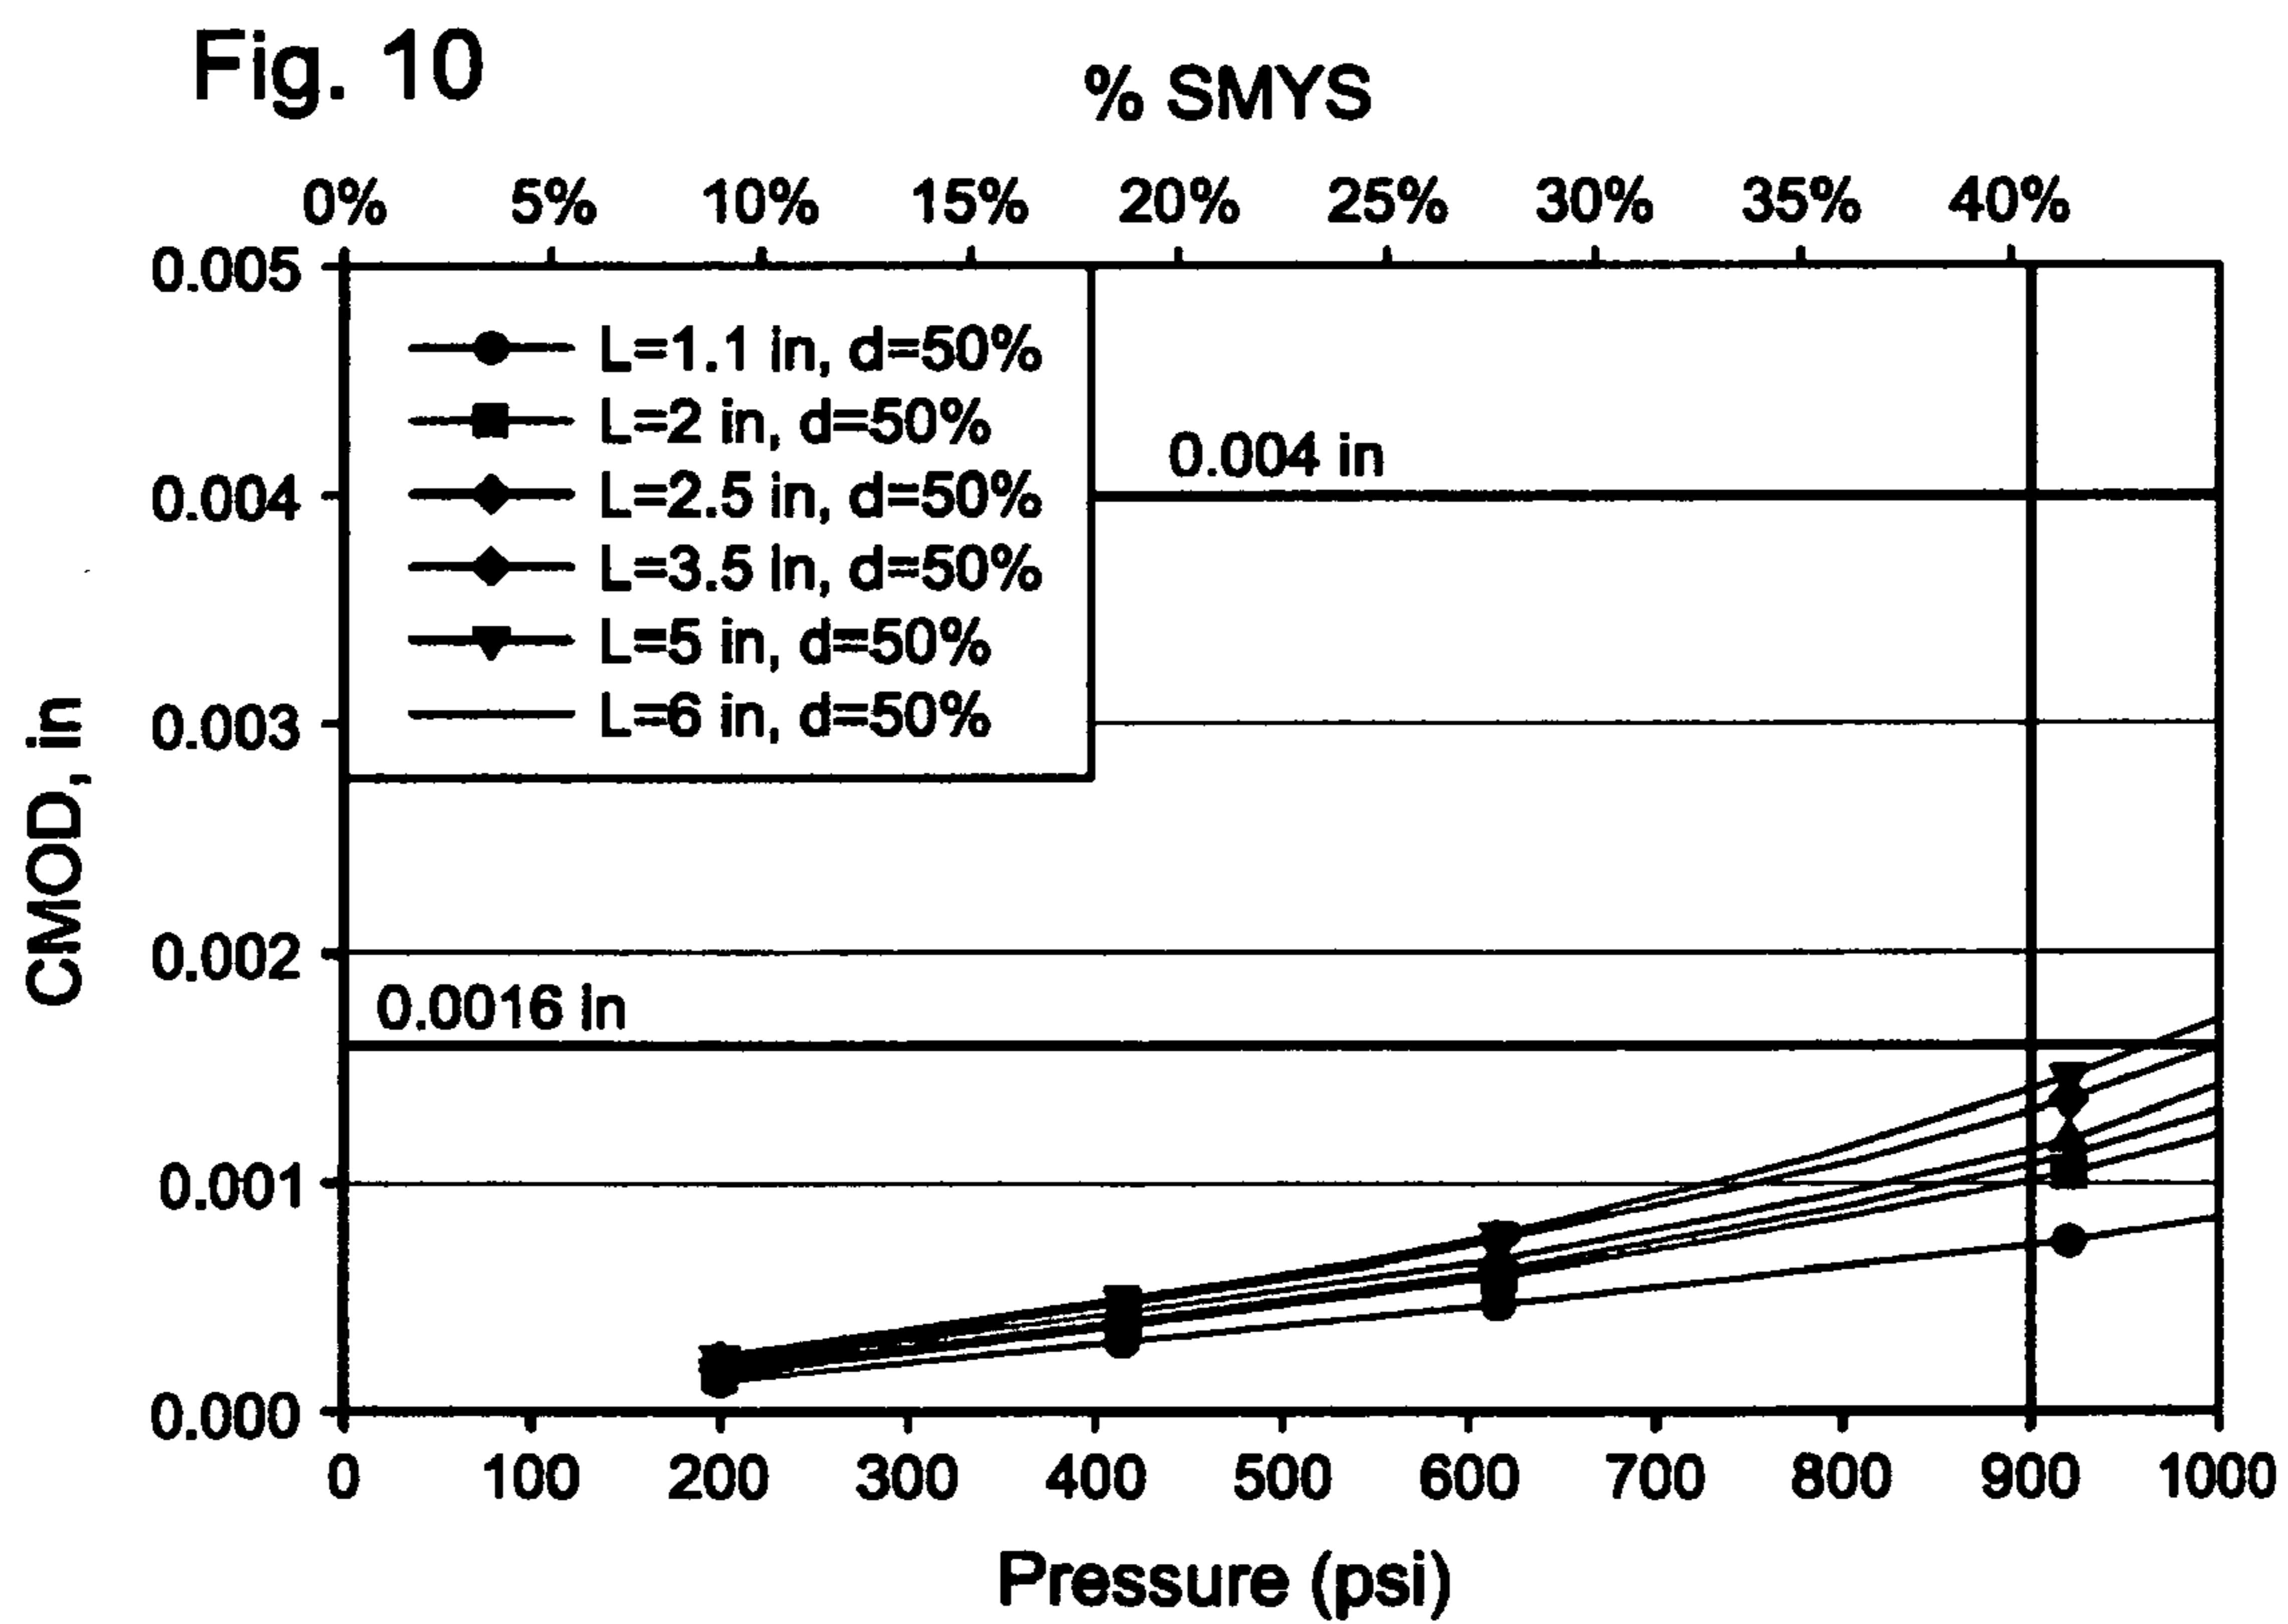 Fig. 10
% SMYS
0% 5% 10% 15% 20% 25% 30% 35% 40%
0.005
L=1.1 in, d=50%
L=2 in, d=50%
0.004 in
L=2.5 in, d=50%
0.004
L=3.5 in, d=50%
L=5 in, d=50%
L=6 in, d=50%
0.003
CMOD, in
0.002
0.0016 in
0.001
0.000
0 100 200 300 400 500 600 700 800 900 1000
Pressure (psi)